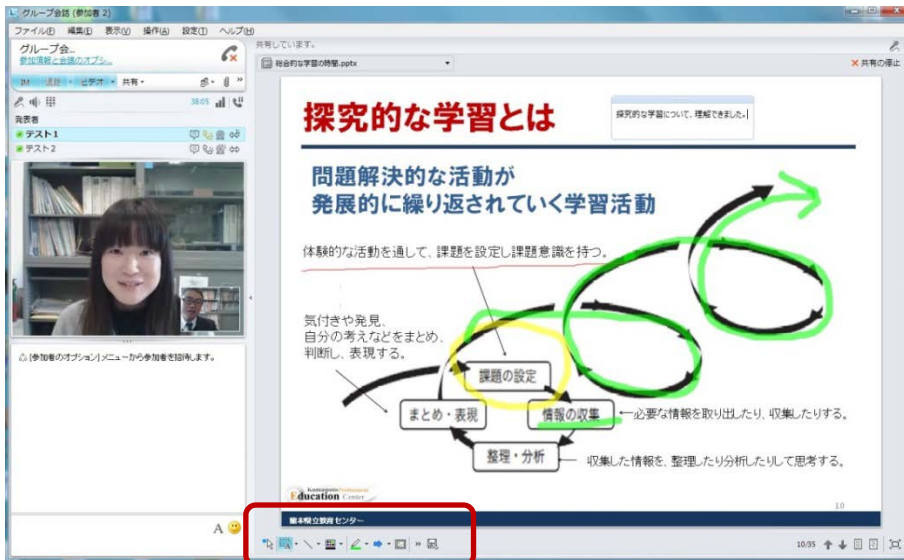 グループ会話 (参加者 2)
ファイル(F) 編集(E) 表示(V) 操作(A) 設定(T) ヘルプ(H)
グループ会...
参加情報と会議のオプシ...
IM 通話 ビデオ 共有
38:05
発表者
テスト1
テスト2
[参加者のオプション] メニューから参加者を招待します。
A
共有しています。
総合的な学習の時間.pptx
共有の停止
探究的な学習とは
探究的な学習について、理解できました。
問題解決的な活動が
発展的に繰り返されていく学習活動
体験的な活動を通して、課題を設定し課題意識を持つ。
気付きや発見、
自分の考えなどをまとめ、
判断し、表現する。
課題の設定
まとめ・表現
情報の収集
必要な情報を取り出したり、収集したりする。
整理・分析
収集した情報を、整理したり分析したりして思考する。
Kumamoto Prefectural
Education Center
10
熊本県立教育センター
10/35